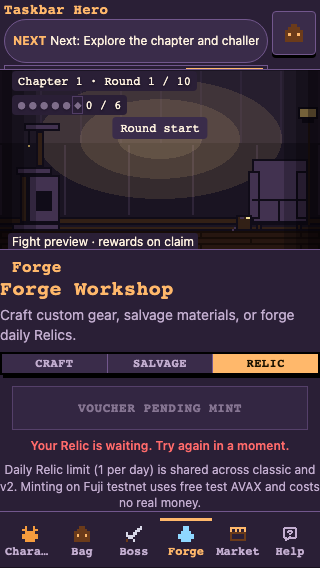 Taskbar Hero
NEXT Next: Explore the chapter and challer
Chapter 1 · Round 1 / 10
0 / 6
Round start
Fight preview · rewards on claim
Forge
Forge Workshop
Craft custom gear, salvage materials, or forge
daily Relics.
CRAFT SALVAGE RELIC
VOUCHER PENDING MINT
Your Relic is waiting. Try again in a moment.
Daily Relic limit (1 per day) is shared across classic and
v2. Minting on Fuji testnet uses free test AVAX and costs
no real money.
Chara... Bag Boss Forge Market Help